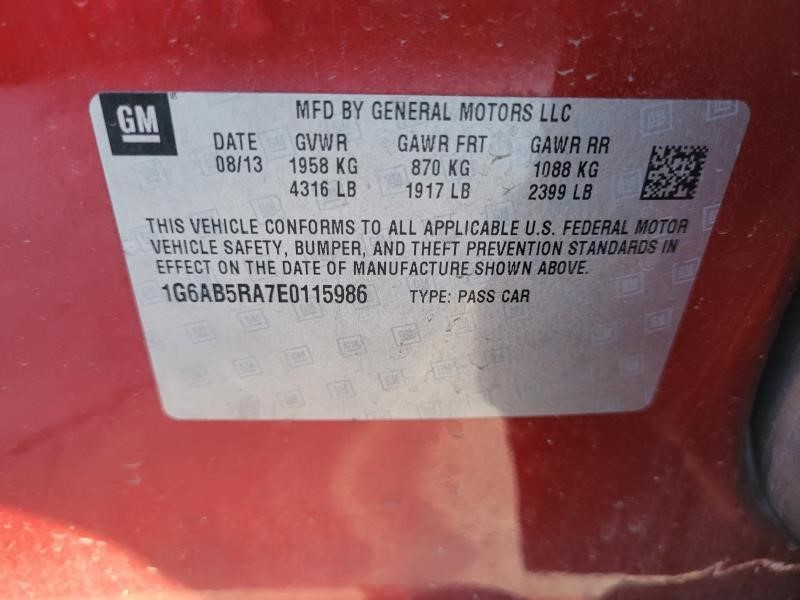 GM
MFD BY GENERAL MOTORS LLC
DATE GVWR GAWR FRT GAWR RR
08/13 1958 KG 870 KG 1088 KG
4316 LB 1917 LB 2399 LB
THIS VEHICLE CONFORMS TO ALL APPLICABLE U.S. FEDERAL MOTOR
VEHICLE SAFETY, BUMPER, AND THEFT PREVENTION STANDARDS IN
EFFECT ON THE DATE OF MANUFACTURE SHOWN ABOVE.
1G6AB5RA7E0115986 TYPE: PASS CAR